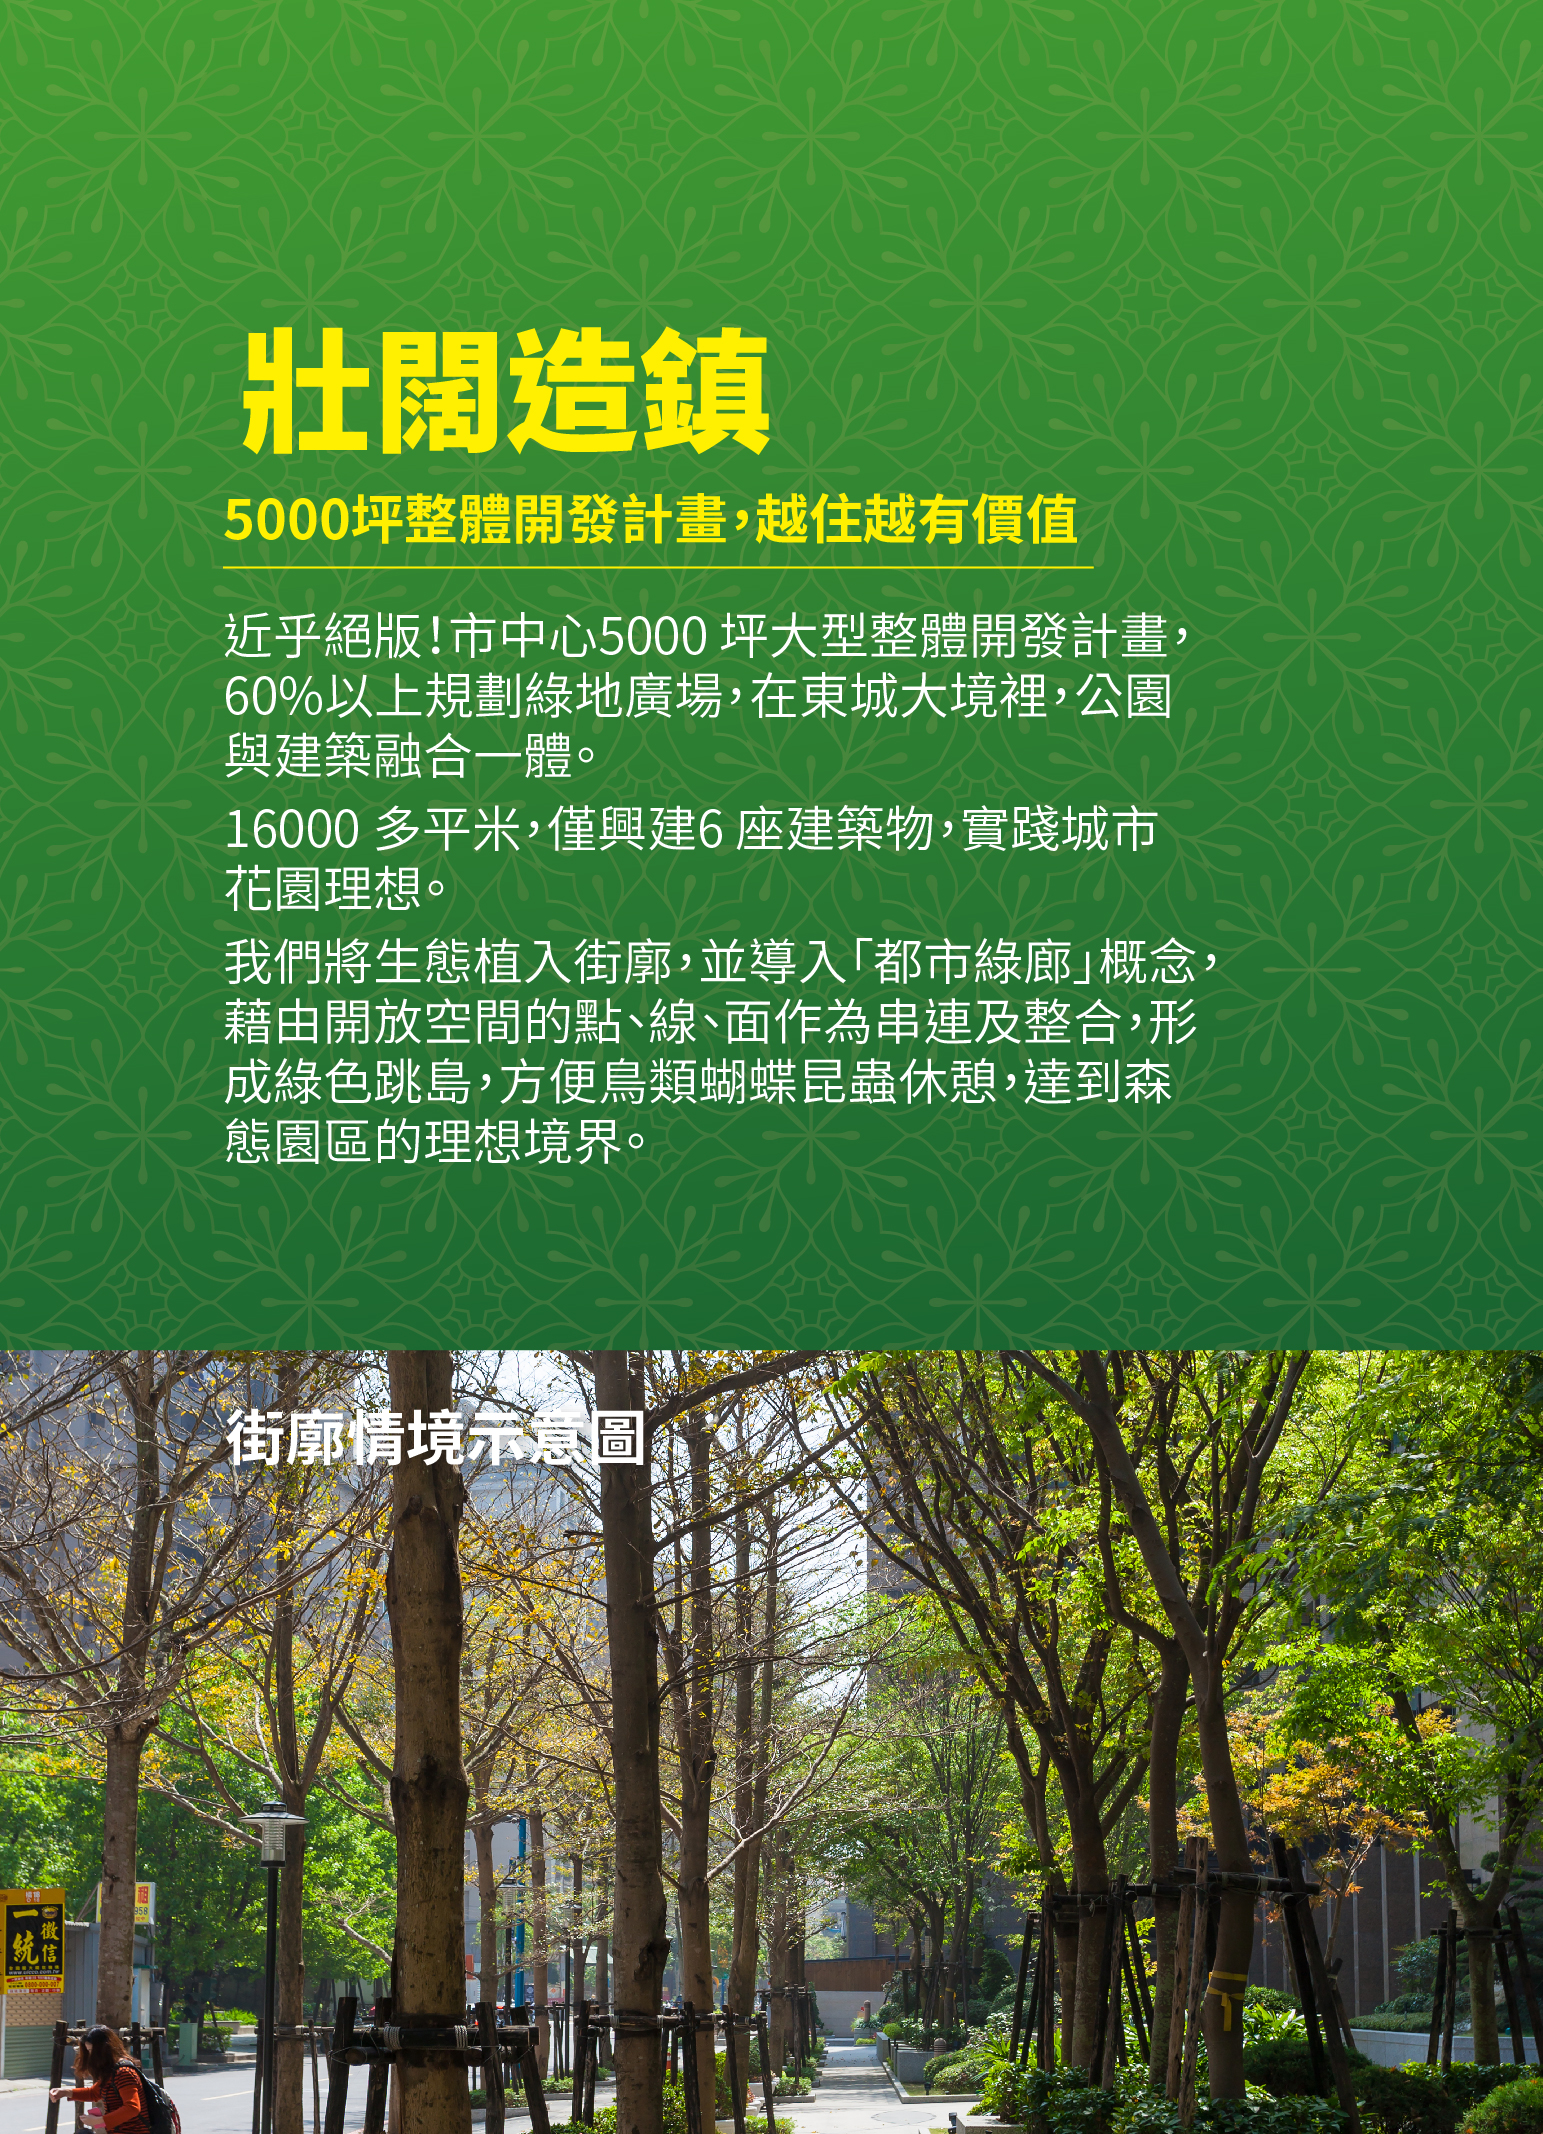 壯闊造鎮
5000坪整體開發計畫，越住越有價值
近乎絕版！市中心5000 坪大型整體開發計畫，
60%以上規劃綠地廣場，在東城大境裡，公園
與建築融合一體。
16000 多平米，僅興建6 座建築物，實踐城市
花園理想。
我們將生態植入街廓，並導入「都市綠廊」概念，
藉由開放空間的點、線、面作為串連及整合，形
成綠色跳島，方便鳥類蝴蝶昆蟲休憩，達到森
態園區的理想境界。
街廓情境示意圖
租
統一
徵信